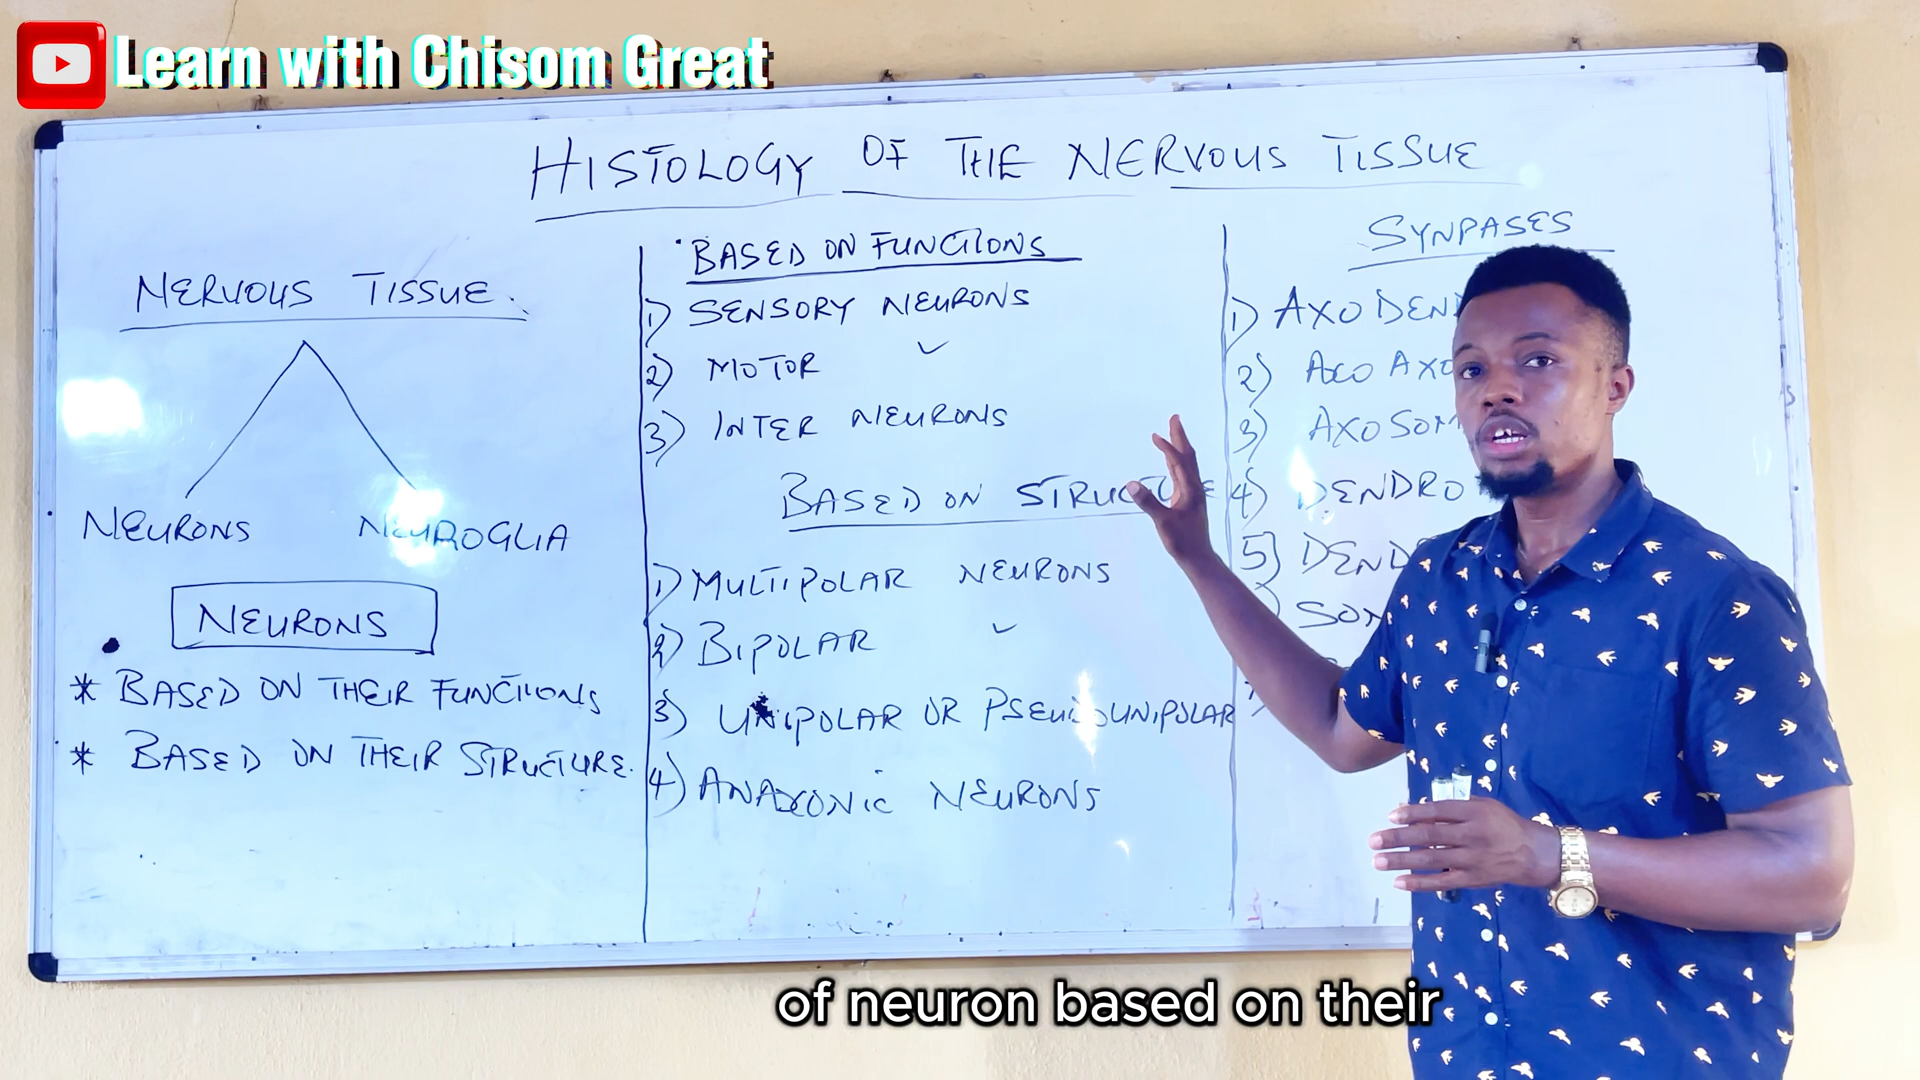 Learn with Chisom Great
HISTOLOGY OF THE NERVOUS TISSUE
NERVOUS TISSUE.
NEURONS NEUROGLIA
NEURONS
* BASED ON THEIR FUNCTIONS
* BASED ON THEIR STRUCTURE.
BASED ON FUNCTIONS
1) SENSORY NEURONS
2) MOTOR ✓
3) INTER NEURONS
BASED ON STRUCTURE
1) MULTIPOLAR NEURONS
2) BIPOLAR ✓
3) UNIPOLAR OR PSEUDOUNIPOLAR
4) ANAXONIC NEURONS
SYNPASES
1) AXODEND
2) AXO AXO
3) AXOSOM
4) DENDRO
5) DEND
SOM
of neuron based on their